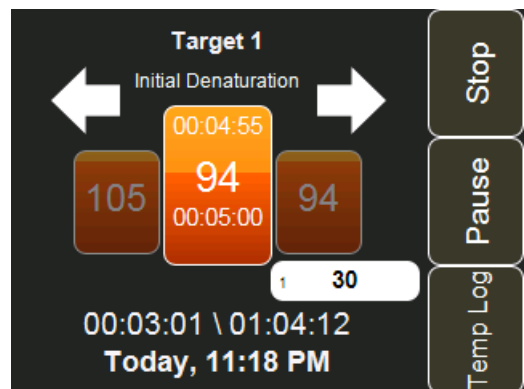 Target 1
Initial Denaturation
00:04:55
105
94
94
00:05:00
1 30
00:03:01 \ 01:04:12
Today, 11:18 PM
Stop
Pause
Temp Log